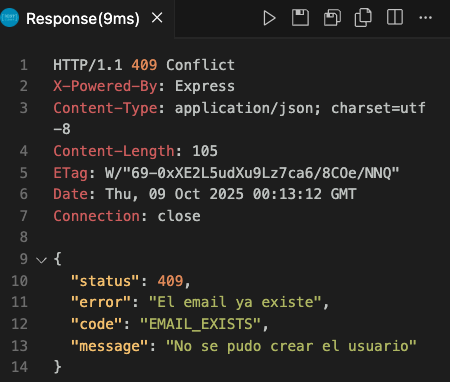 Response(9ms)
1 HTTP/1.1 409 Conflict
2 X-Powered-By: Express
3 Content-Type: application/json; charset=utf
-8
4 Content-Length: 105
5 ETag: W/"69-0xXE2L5udXu9Lz7ca6/8COe/NNQ"
6 Date: Thu, 09 Oct 2025 00:13:12 GMT
7 Connection: close
8
9 {
10 "status": 409,
11 "error": "El email ya existe",
12 "code": "EMAIL_EXISTS",
13 "message": "No se pudo crear el usuario"
14 }